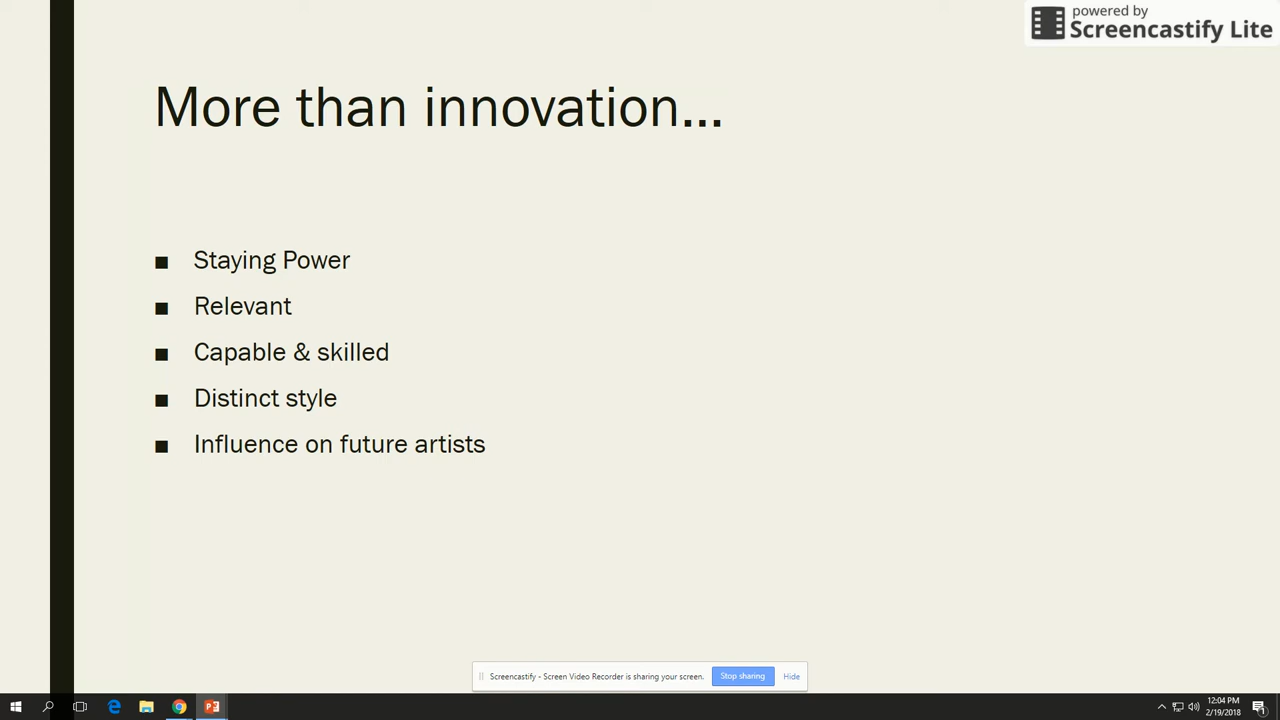 powered by
Screencastify Lite
More than innovation...
■ Staying Power
■ Relevant
■ Capable & skilled
■ Distinct style
■ Influence on future artists
Screencastify - Screen Video Recorder is sharing your screen. Stop sharing Hide
12:04 PM
2/19/2018
1